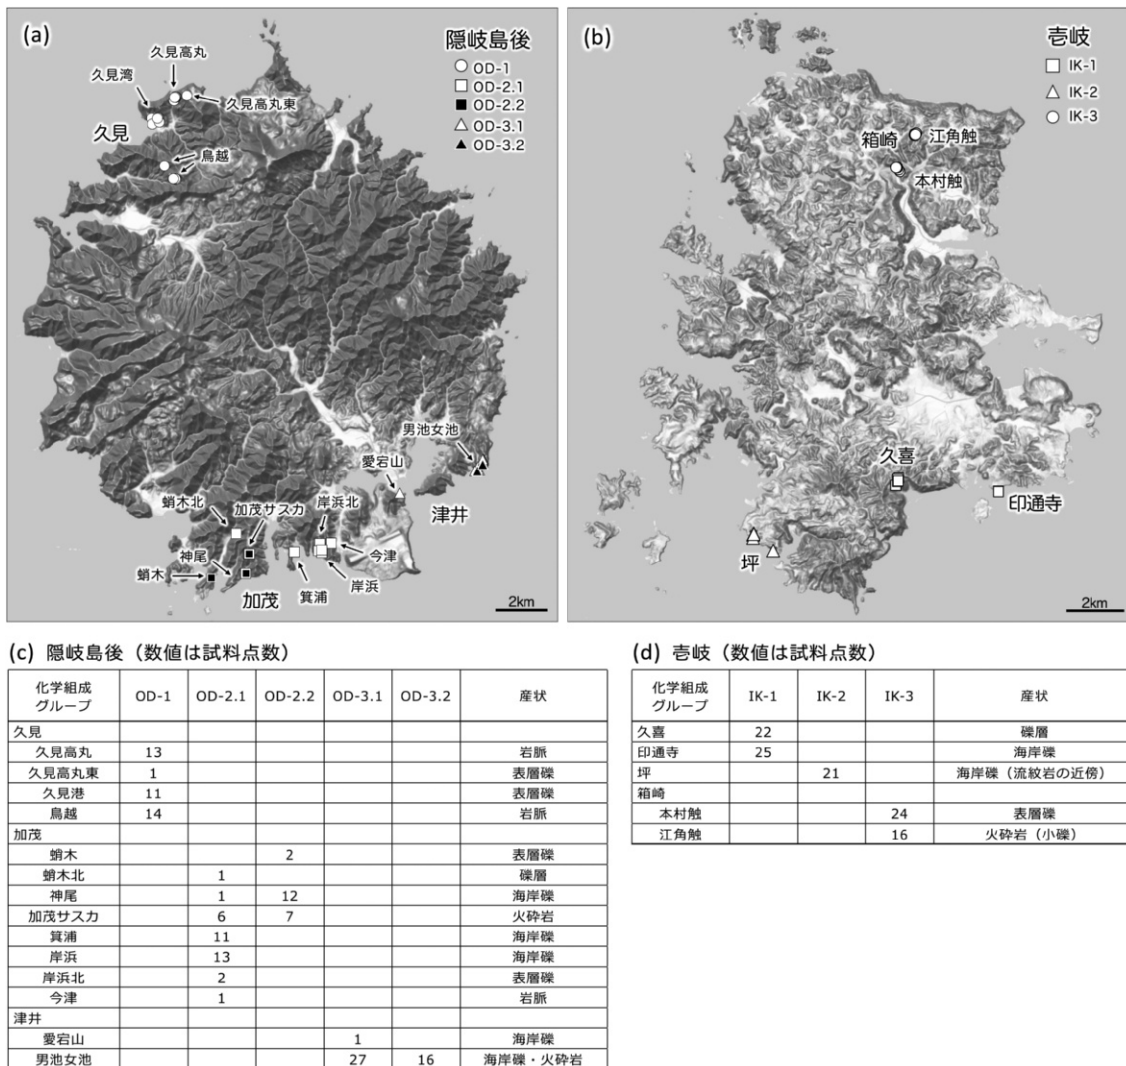 (a)
隠岐島後
OD-1
OD-2.1
OD-2.2
OD-3.1
OD-3.2
久見高丸
久見湾
久見高丸東
久見
鳥越
男池女池
愛宕山
津井
蛸木北
加茂サスカ
岸浜北
神尾
今津
蛸木
加茂
箕浦
岸浜
2km
(b)
壱岐
IK-1
IK-2
IK-3
箱崎
江角触
本村触
久喜
印通寺
坪
2km
(c) 隠岐島後（数値は試料点数）
化学組成グループ OD-1 OD-2.1 OD-2.2 OD-3.1 OD-3.2 産状
久見
久見高丸 13 岩脈
久見高丸東 1 表層礫
久見港 11 表層礫
鳥越 14 岩脈
加茂
蛸木 2 表層礫
蛸木北 1 礫層
神尾 1 12 海岸礫
加茂サスカ 6 7 火砕岩
箕浦 11 海岸礫
岸浜 13 海岸礫
岸浜北 2 表層礫
今津 1 岩脈
津井
愛宕山 1 海岸礫
男池女池 27 16 海岸礫・火砕岩
(d) 壱岐（数値は試料点数）
化学組成グループ IK-1 IK-2 IK-3 産状
久喜 22 礫層
印通寺 25 海岸礫
坪 21 海岸礫（流紋岩の近傍）
箱崎
本村触 24 表層礫
江角触 16 火砕岩（小礫）